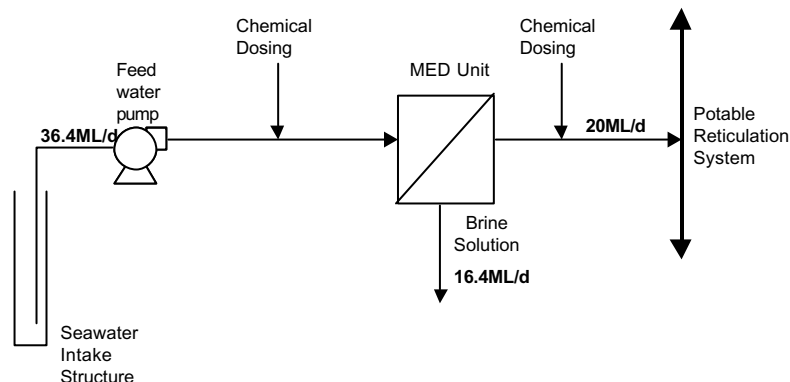 Chemical
Dosing
Chemical
Dosing
Feed
water
pump
MED Unit
36.4ML/d
20ML/d
Potable
Reticulation
System
Brine
Solution
16.4ML/d
Seawater
Intake
Structure